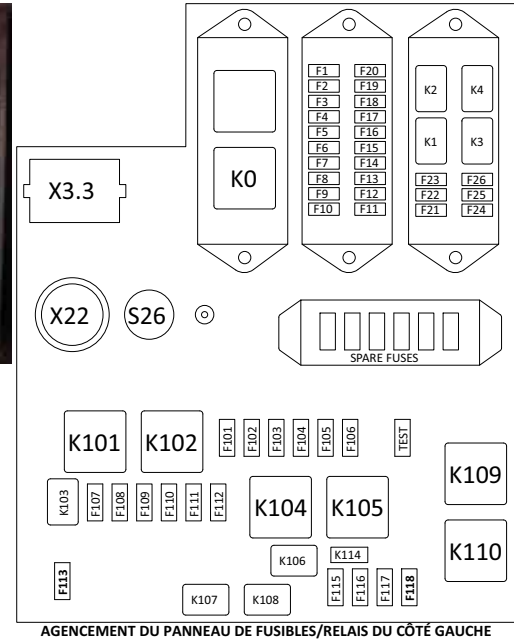 F1 F20
F2 F19
F3 F18
F4 F17
F5 F16
F6 F15
F7 F14
F8 F13
F9 F12
F10 F11
K2 K4
K1 K3
F23 F26
F22 F25
F21 F24
K0
X3.3
X22 S26
SPARE FUSES
K101 K102 F101 F102 F103 F104 F105 F106 TEST
K103 F107 F108 F109 F110 F111 F112
K104 K105 K109
K106 K114 K110
F113 F115 F116 F117 F118
K107 K108
AGENCEMENT DU PANNEAU DE FUSIBLES/RELAIS DU CÔTÉ GAUCHE